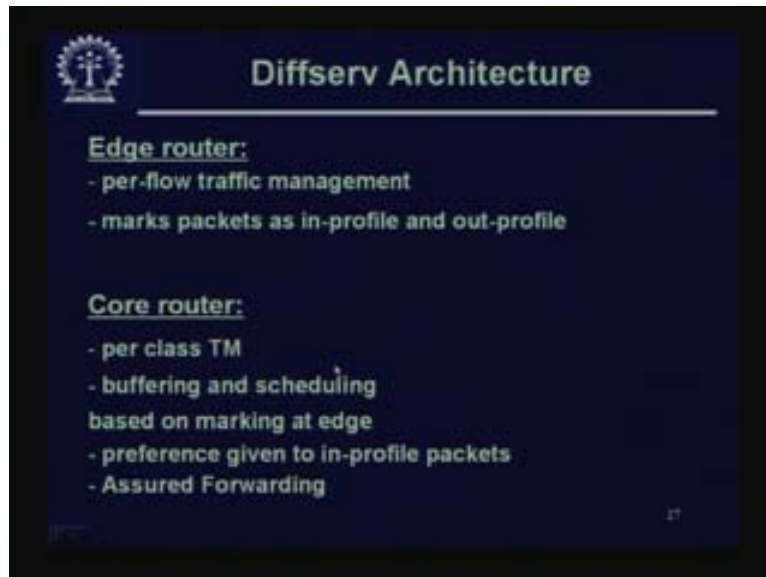 Diffserv Architecture
Edge router:
- per-flow traffic management
- marks packets as in-profile and out-profile
Core router:
- per class TM
- buffering and scheduling
based on marking at edge
- preference given to in-profile packets
- Assured Forwarding